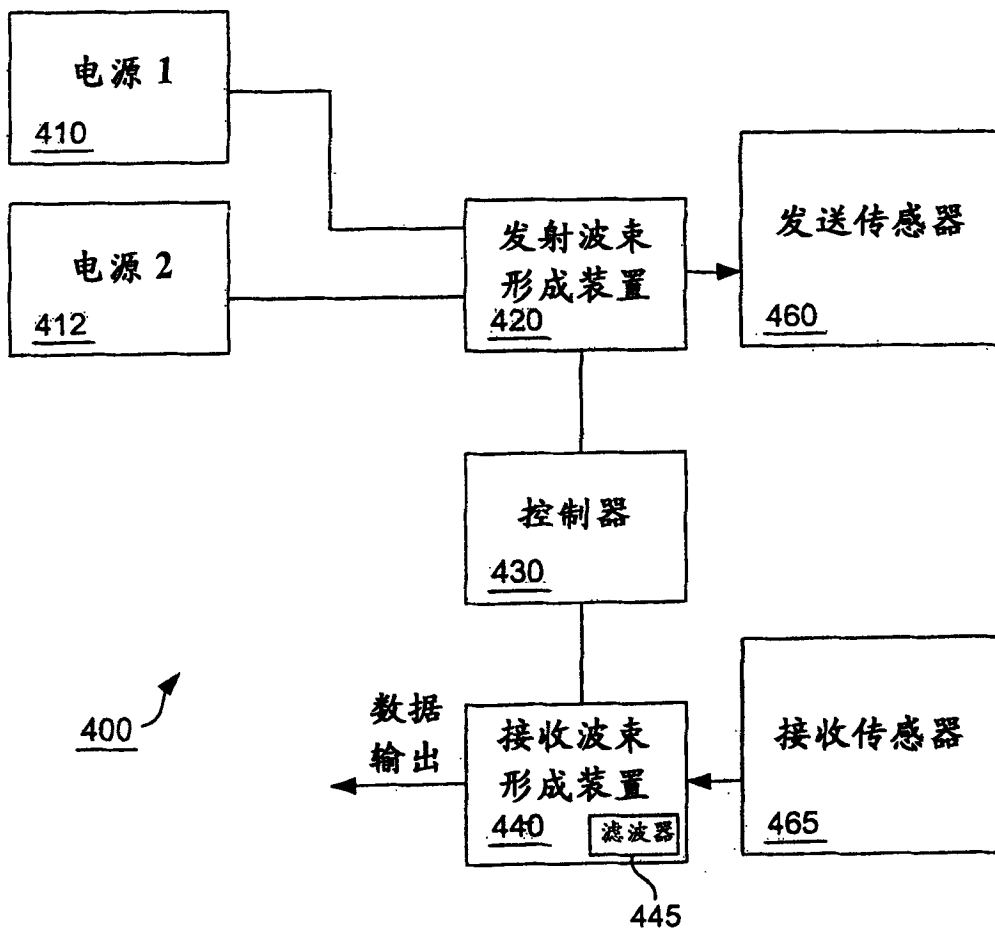 电源 1
410
电源 2
412
发射波束
形成装置
420
发送传感器
460
控制器
430
400
数据
输出
接收波束
形成装置
440
滤波器
445
接收传感器
465